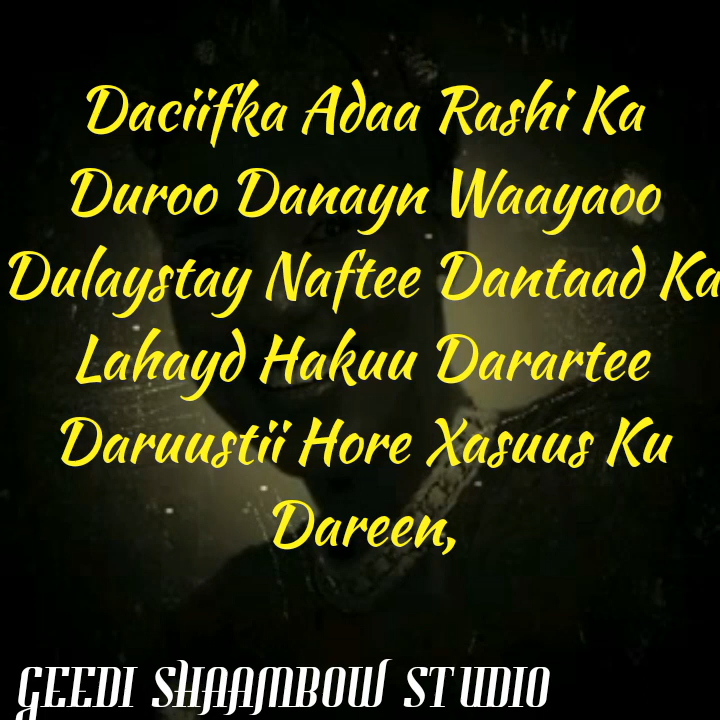 Daciifka Adaa Rashi Ka
Duroo Danayn Waayaoo
Dulaystay Naftee Dantaad Ka
Lahayd Hakuu Darartee
Daruustii Hore Xasuus Ku
Dareen,
GEEDI SHAAMBOW STUDIO